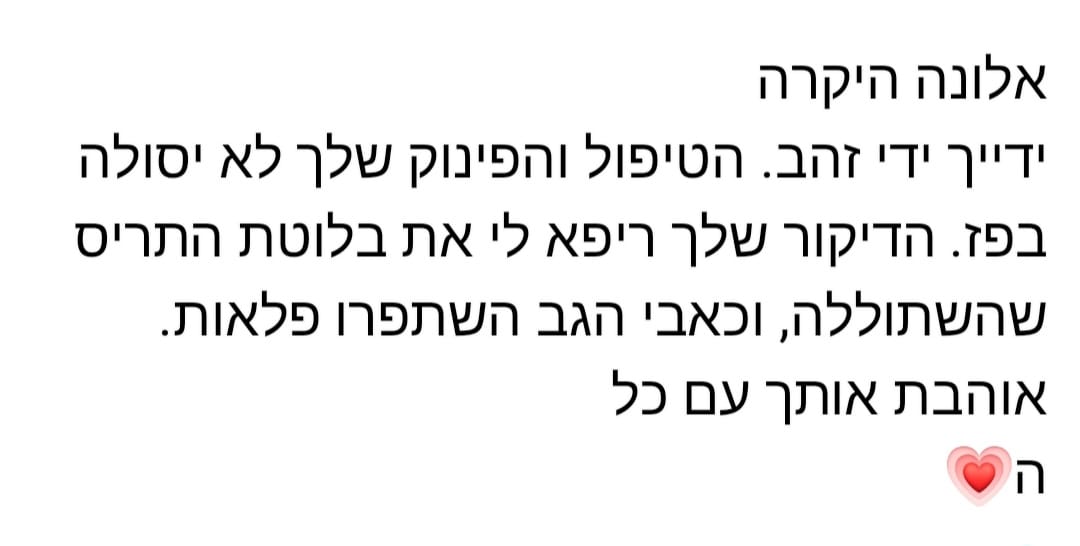 אלונה היקרה
ידייך ידי זהב. הטיפול והפינוק שלך לא יסולה
בפז. הדיקור שלך ריפא לי את בלוטת התריס
שהשתוללה, וכאבי הגב השתפרו פלאות.
אוהבת אותך עם כל
ה💗